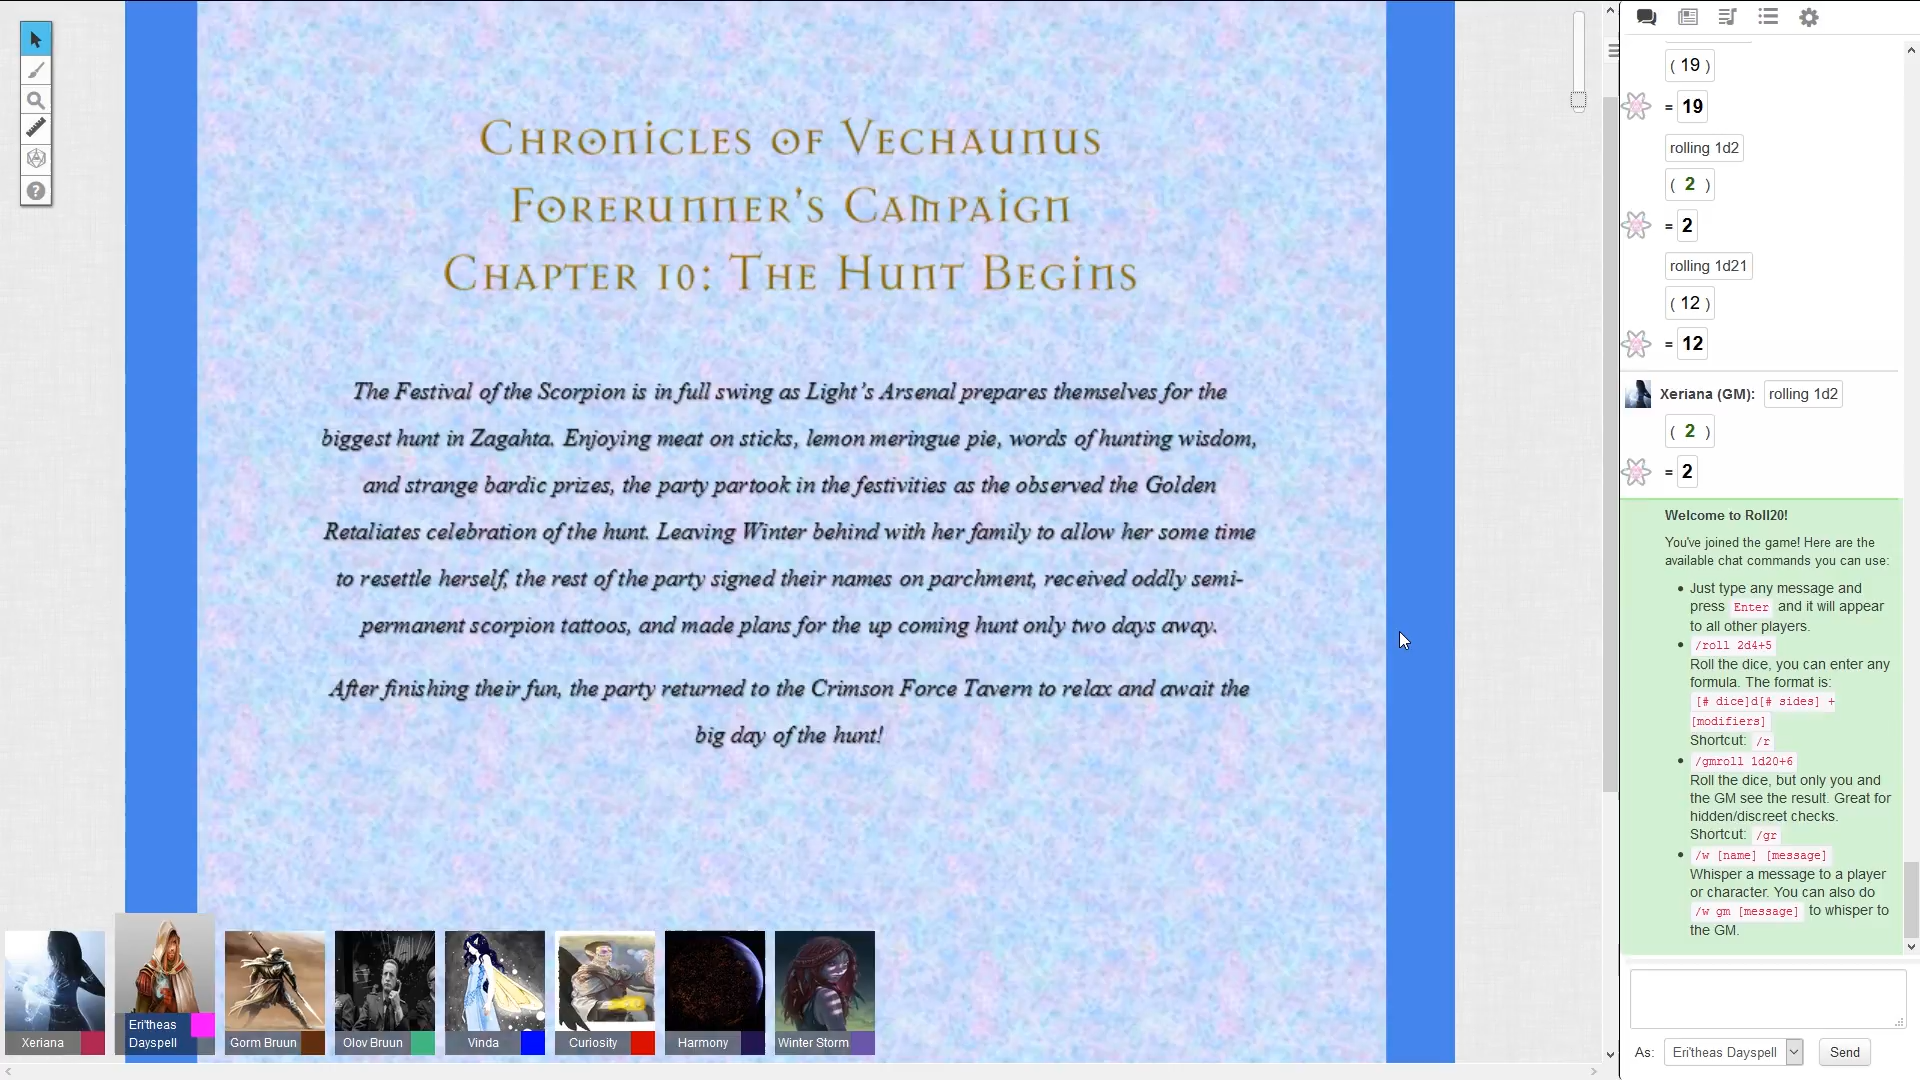 Chronicles of Vechaunus
Forerunner's Campaign
Chapter 10: The Hunt Begins
The Festival of the Scorpion is in full swing as Light's Arsenal prepares themselves for the
biggest hunt in Zagahta. Enjoying meat on sticks, lemon meringue pie, words of hunting wisdom,
and strange bardic prizes, the party partook in the festivities as the observed the Golden
Retaliates celebration of the hunt. Leaving Winter behind with her family to allow her some time
to resettle herself, the rest of the party signed their names on parchment, received oddly semi-
permanent scorpion tattoos, and made plans for the up coming hunt only two days away.
After finishing their fun, the party returned to the Crimson Force Tavern to relax and await the
big day of the hunt!
Xeriana
Eri'theas
Dayspell
Gorm Bruun
Olov Bruun
Vinda
Curiosity
Harmony
Winter Storm
( 19 )
= 19
rolling 1d2
( 2 )
= 2
rolling 1d21
( 12 )
= 12
Xeriana (GM): rolling 1d2
( 2 )
= 2
Welcome to Roll20!
You've joined the game! Here are the
available chat commands you can use:
• Just type any message and
press Enter and it will appear
to all other players.
• /roll 2d4+5
Roll the dice, you can enter any
formula. The format is:
[# dice]d[# sides] +
[modifiers]
Shortcut: /r
• /gmroll 1d20+6
Roll the dice, but only you and
the GM see the result. Great for
hidden/discreet checks.
Shortcut: /gr
• /w [name] [message]
Whisper a message to a player
or character. You can also do
/w gm [message] to whisper to
the GM.
As: Eri'theas Dayspell Send